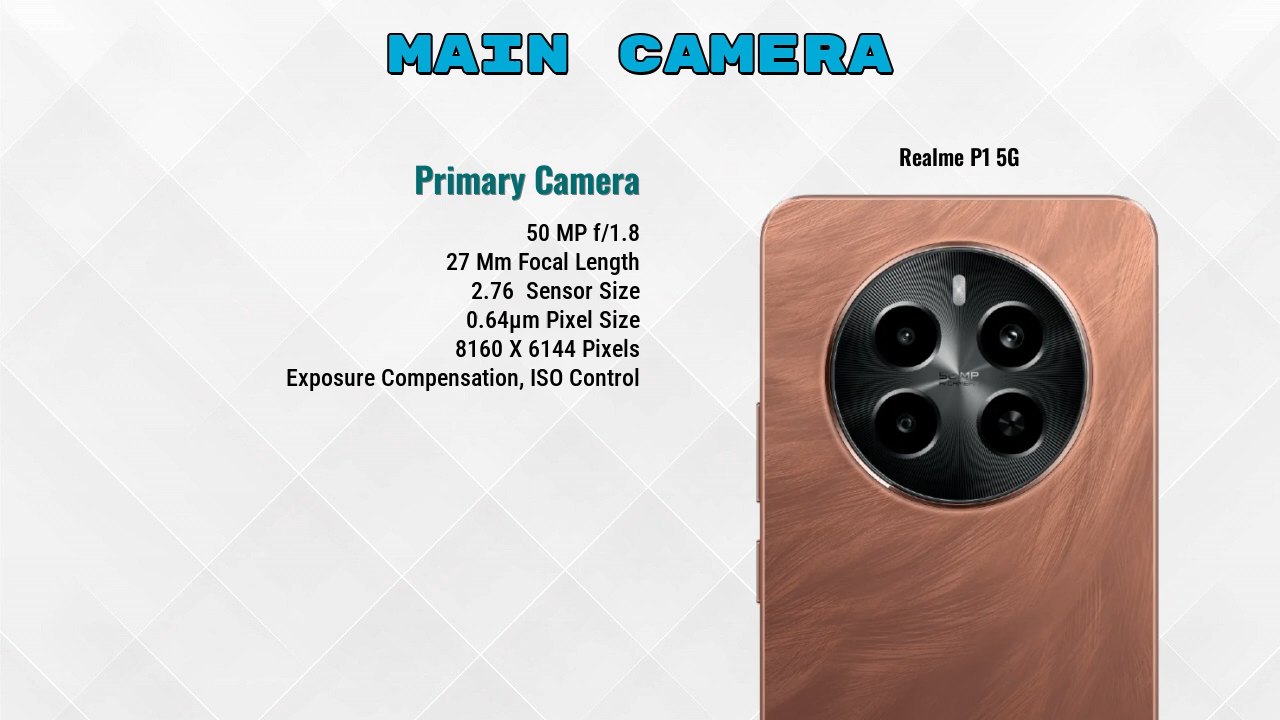 MAIN CAMERA
Primary Camera
50 MP f/1.8
27 Mm Focal Length
2.76  Sensor Size
0.64μm Pixel Size
8160 X 6144 Pixels
Exposure Compensation, ISO Control
Realme P1 5G